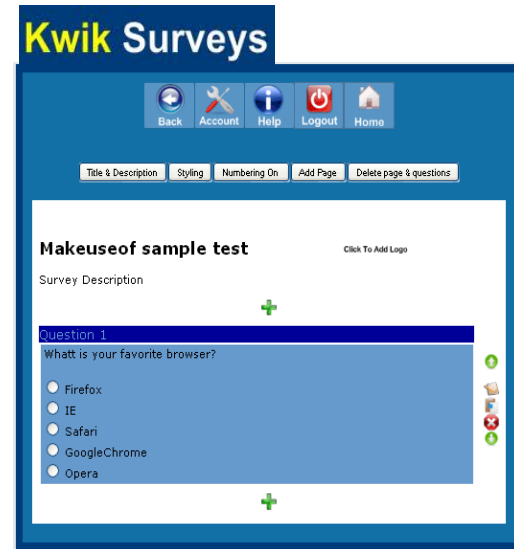 Kwik Surveys
Back Account Help Logout Home
Title & Description Styling Numbering On Add Page Delete page & questions
Makeuseof sample test
Click To Add Logo
Survey Description
Question 1
Whatt is your favorite browser?
Firefox
IE
Safari
GoogleChrome
Opera